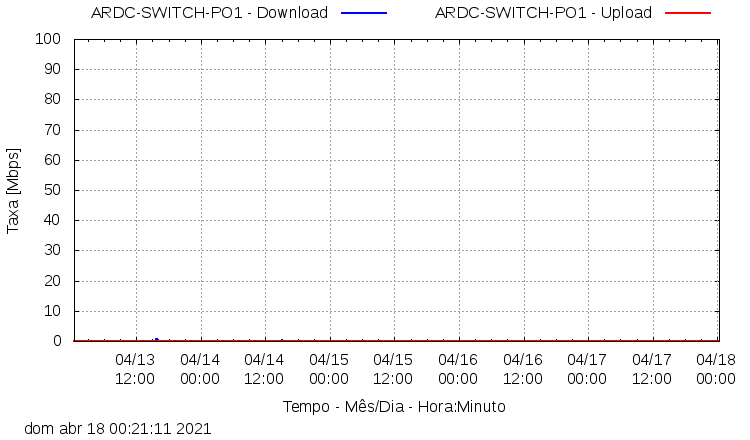 ARDC-SWITCH-PO1 - Download ARDC-SWITCH-PO1 - Upload
100
90
80
70
60
50
40
30
20
10
0
Taxa [Mbps]
04/13 04/14 04/14 04/15 04/15 04/16 04/16 04/17 04/17 04/18
12:00 00:00 12:00 00:00 12:00 00:00 12:00 00:00 12:00 00:00
Tempo - Mês/Dia - Hora:Minuto
dom abr 18 00:21:11 2021